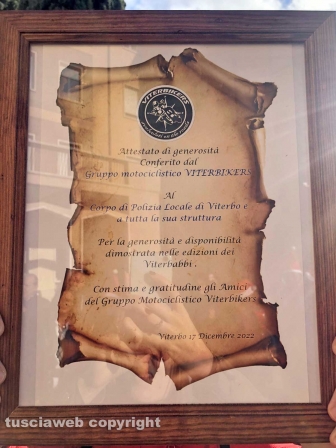 VITERBIKERS
Attestato di generosità
Conferito dal
Gruppo motociclistico VITERBIKERS
Al
Corpo di Polizia Locale di Viterbo e
a tutta la sua struttura
Per la generosità e disponibilità
dimostrata nelle edizioni dei
Viterbabbi .
Con stima e gratitudine gli Amici
del Gruppo Motociclistico Viterbikers
Viterbo 17 Dicembre 2022
tusciaweb copyright